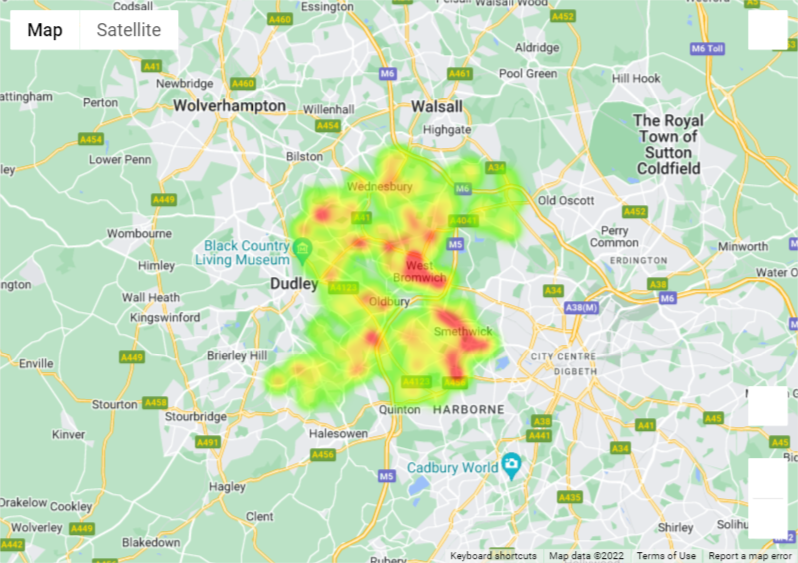 Codsall
Essington
Pelsall Walsall Wood
A460
A452
Map
Satellite
Aldridge
M6 Toll
A41
M6
A461
Pool Green
Hill Hook
Newbridge
A460
attingham
Perton
Wolverhampton
Willenhall
Walsall
A454
Highgate
The Royal
Town of
Sutton
Coldfield
A454
Lower Penn
Bilston
A34
Wednesbury
M6
A449
Old Oscott
A452
A41
A4041
Wombourne
Perry
Common
Black Country
Living Museum
M5
Minworth
ERDINGTON
Himley
West
Bromwich
Water O
ngton
Dudley
A4123
A34
A38
M6
Wall Heath
Oldbury
A38(M)
Kingswinford
Smethwick
A449
Brierley Hill
CITY CENTRE
Enville
DIGBETH
A4123
Stourton
A458
Quinton
HARBORNE
Stourbridge
A38
A45
A41
Kinver
A491
Halesowen
A441
A45
A34
A456
Cadbury World
M5
Hagley
A435
Drakelow
Cookley
Clent
Wolverley
A449
Shirley
Solihu
A442
Blakedown
Rubery
Keyboard shortcuts
Map data ©2022
Terms of Use
Report a map error